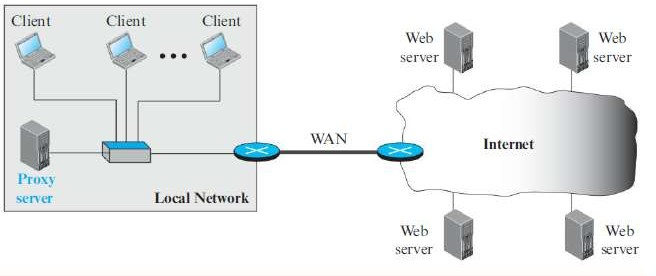 Client
Client
Client
Proxy
server
Local Network
WAN
Internet
Web
server
Web
server
Web
server
Web
server